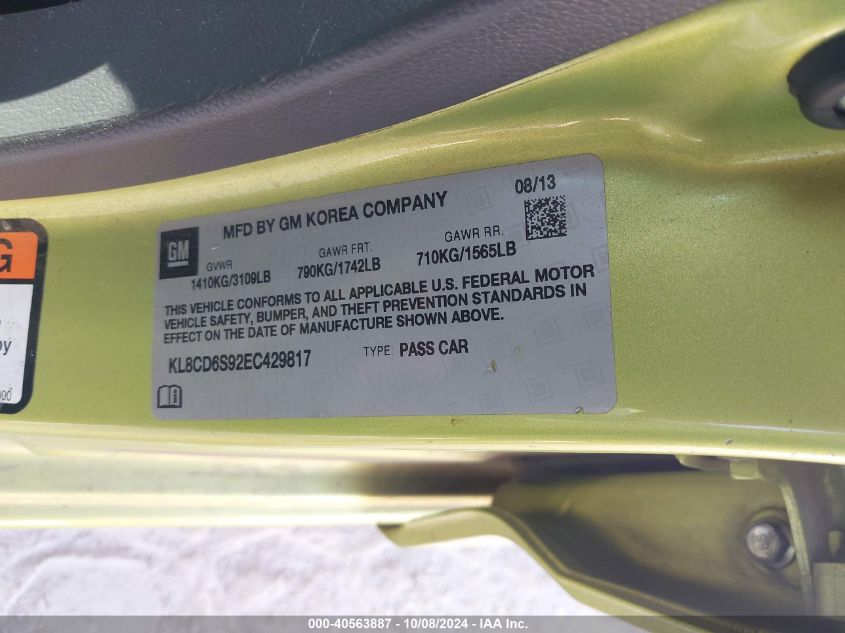 MFD BY GM KOREA COMPANY
08/13
GM
GVWR
GAWR FRT.
GAWR RR.
1410KG/3109LB
790KG/1742LB
710KG/1565LB
THIS VEHICLE CONFORMS TO ALL APPLICABLE U.S. FEDERAL MOTOR
VEHICLE SAFETY, BUMPER, AND THEFT PREVENTION STANDARDS IN
EFFECT ON THE DATE OF MANUFACTURE SHOWN ABOVE.
KL8CD6S92EC429817
TYPE: PASS CAR
G
by
000-40563887 - 10/08/2024 - IAA Inc.